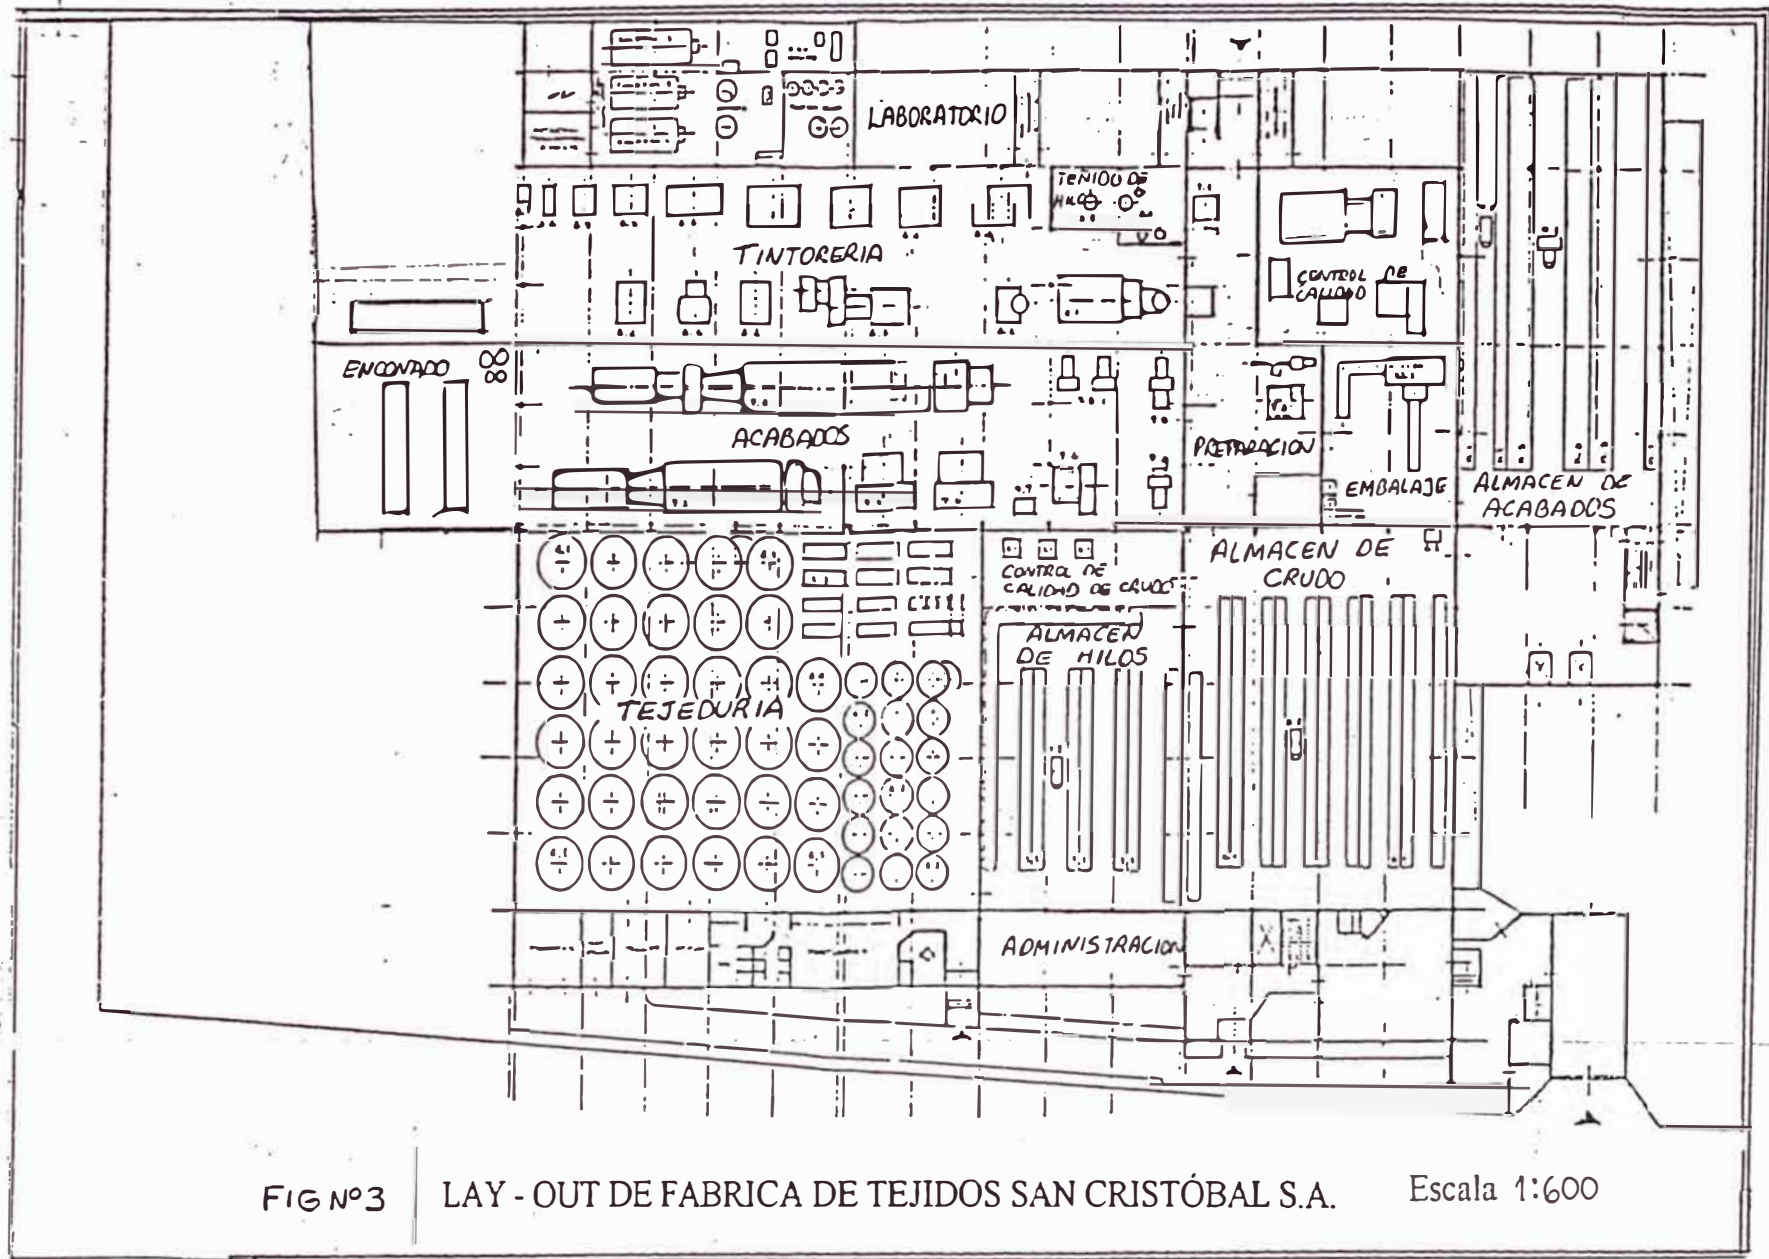 LABORATORIO
TEÑIDO DE
HILO
TINTORERIA
CONTROL DE
CALIDAD
ENCONADO
ACABADOS
PREPARACION
EMBALAJE
ALMACEN DE
ACABADOS
CONTROL DE
CALIDAD DE CRUDO
ALMACEN DE
CRUDO
ALMACEN
DE HILOS
TEJEDURIA
ADMINISTRACION
FIG Nº3
LAY - OUT DE FABRICA DE TEJIDOS SAN CRISTÓBAL S.A.
Escala 1:600